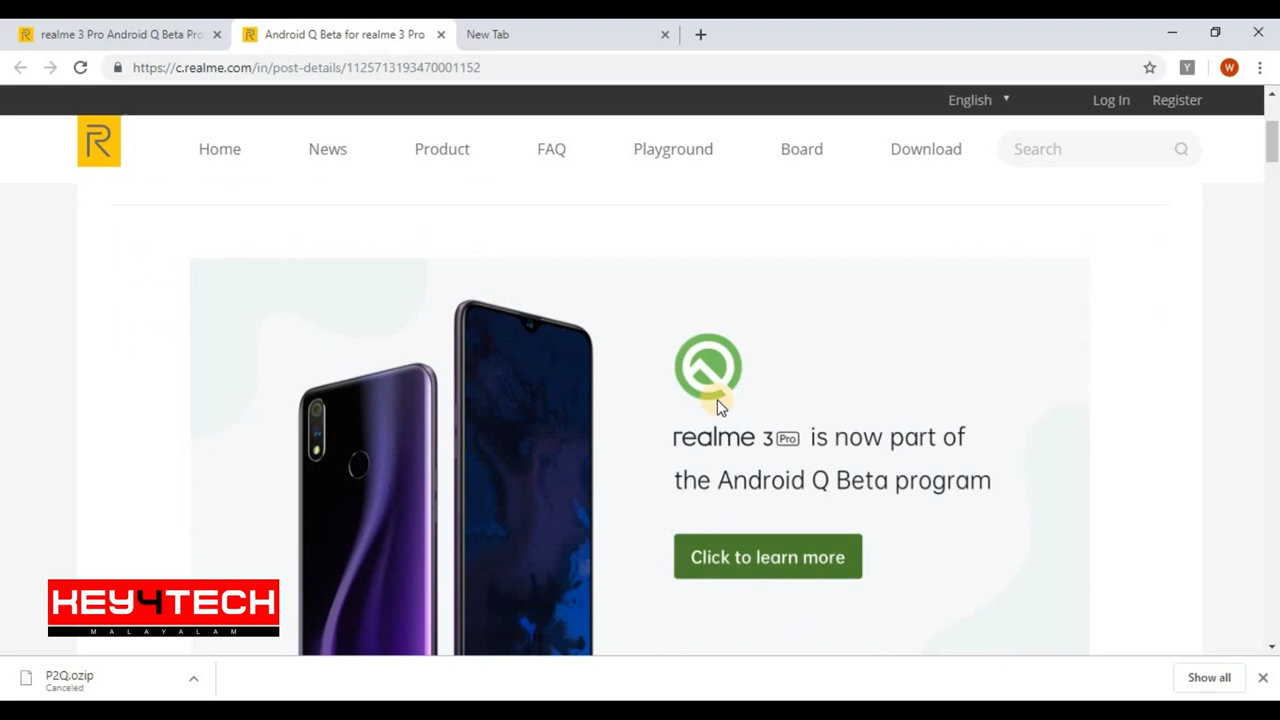 realme 3 Pro Android Q Beta Pro
Android Q Beta for realme 3 Pro
New Tab
https://c.realme.com/in/post-details/1125713193470001152
Y
W
English
Log In
Register
R
Home
News
Product
FAQ
Playground
Board
Download
Search
realme 3 Pro is now part of
the Android Q Beta program
Click to learn more
KEY4TECH
MALAYALAM
P2Q.ozip
Canceled
Show all